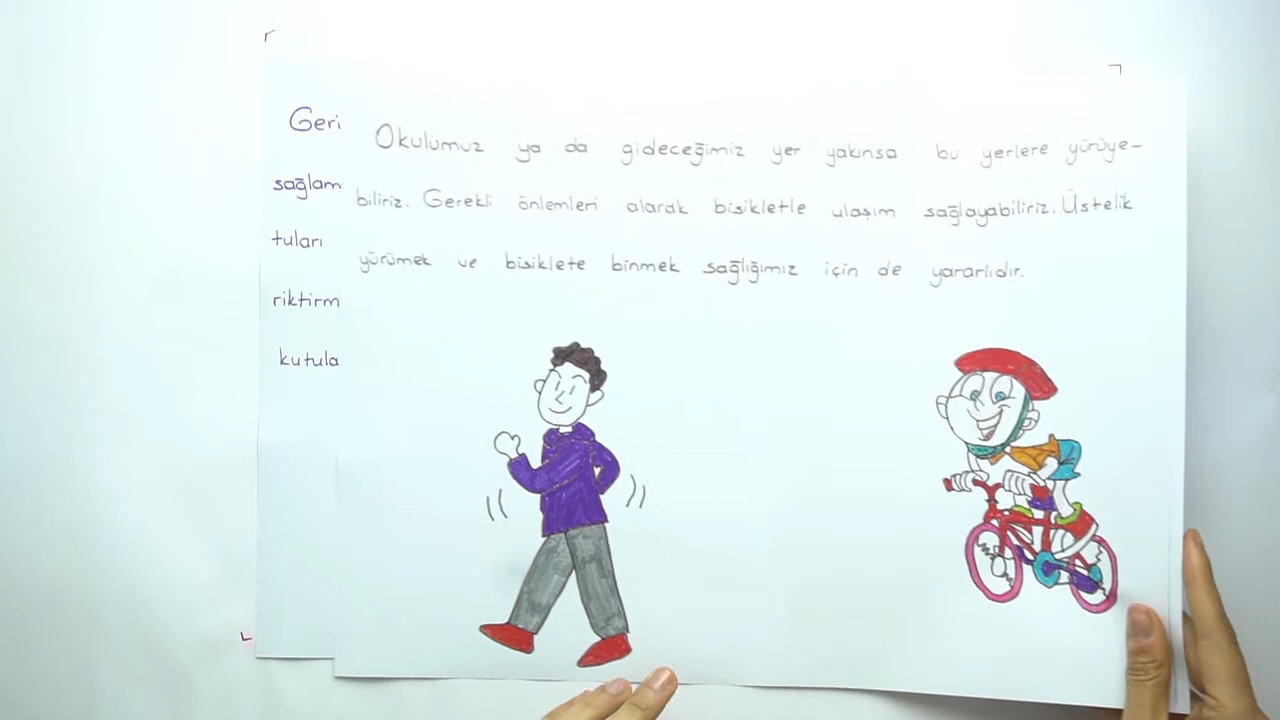 Geri
sağlam
tuları
riktirm
kutula
Okulumuz ya da gideceğimiz yer yakınsa bu yerlere yürüye-
biliriz. Gerekli önlemleri alarak bisikletle ulaşım sağlayabiliriz. Üstelik
yürümek ve bisiklete binmek sağlığımız için de yararlıdır.